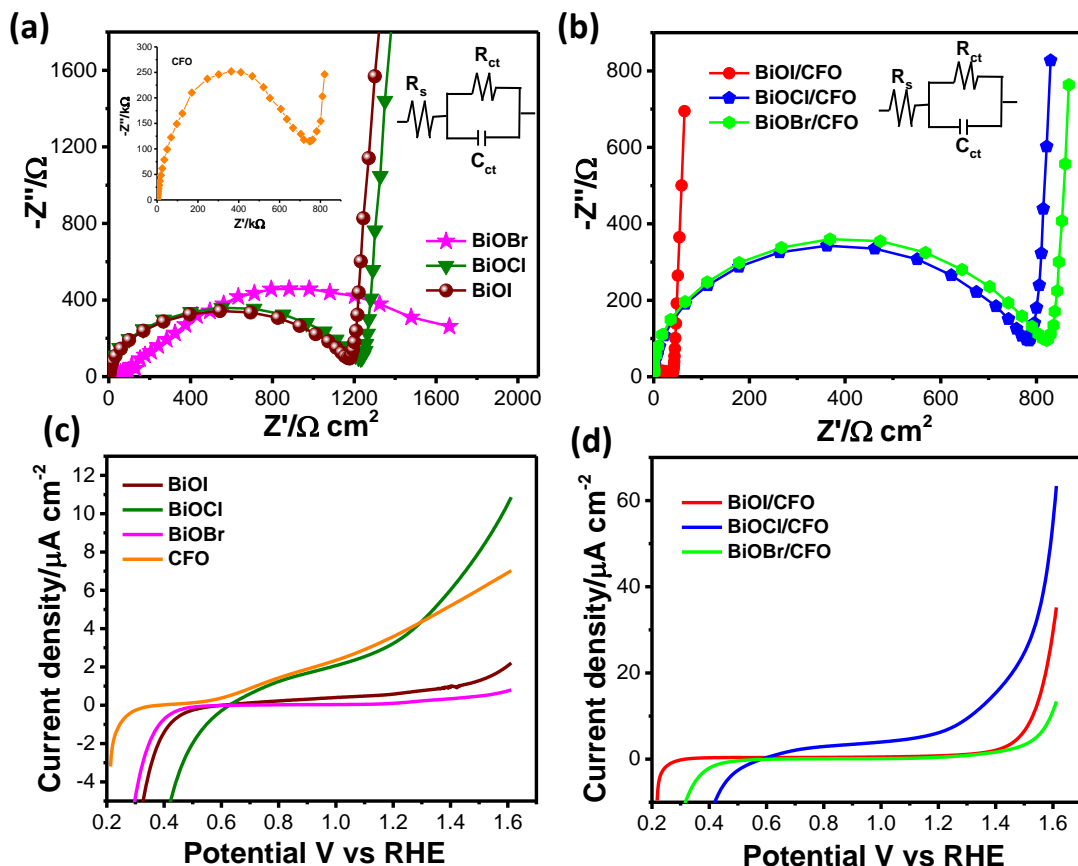 (a)
-Z''/Ω
1600
1200
800
400
0
0 400 800 1200 1600 2000
Z'/Ω cm²
CFO
-Z''/kΩ
300
250
200
150
100
50
0
0 200 400 600 800
Z'/kΩ
Rs
Rct
Cct
BiOBr
BiOCl
BiOI
(b)
-Z''/Ω
800
600
400
200
0
0 200 400 600 800
Z'/Ω cm²
BiOI/CFO
BiOCl/CFO
BiOBr/CFO
Rs
Rct
Cct
(c)
Current density/μA cm⁻²
12
10
8
6
4
2
0
-2
-4
0.2 0.4 0.6 0.8 1.0 1.2 1.4 1.6
Potential V vs RHE
BiOI
BiOCl
BiOBr
CFO
(d)
Current density/μA cm⁻²
60
40
20
0
0.2 0.4 0.6 0.8 1.0 1.2 1.4 1.6
Potential V vs RHE
BiOI/CFO
BiOCl/CFO
BiOBr/CFO